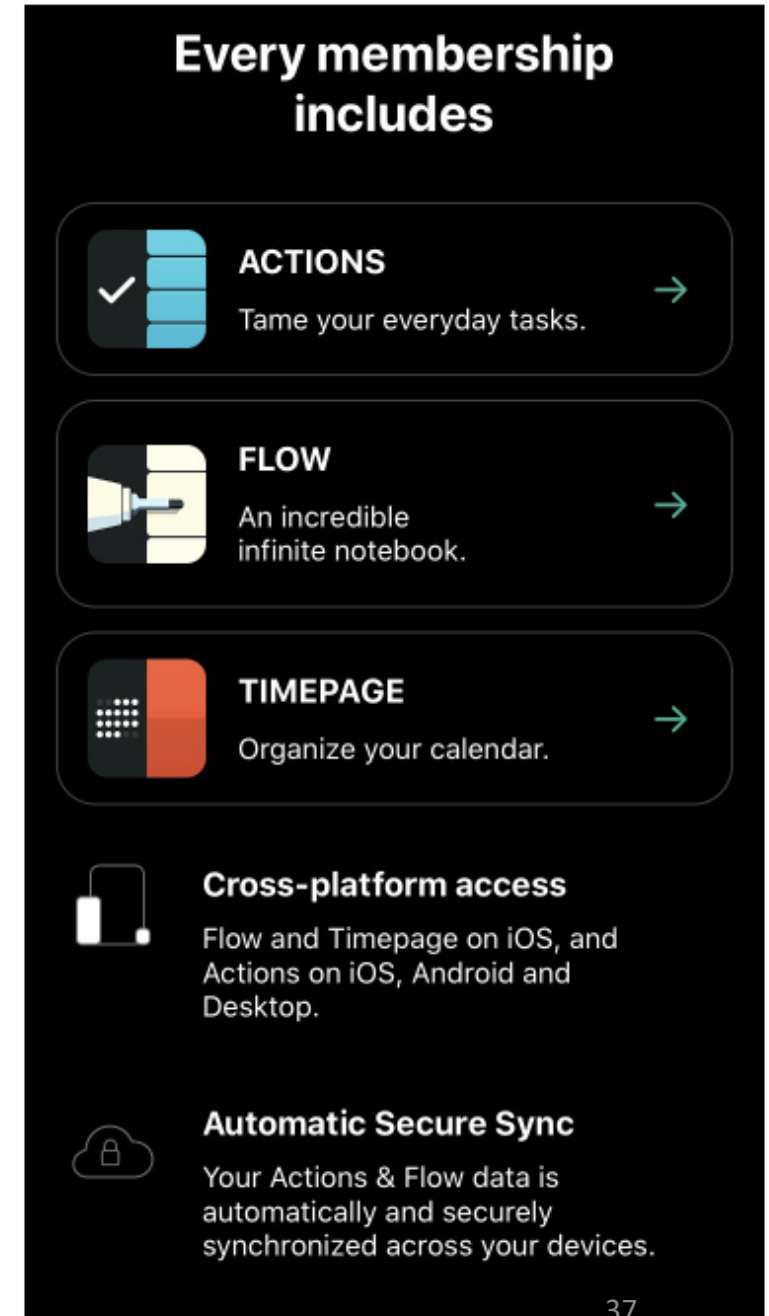 Every membership
includes
ACTIONS
Tame your everyday tasks.
FLOW
An incredible
infinite notebook.
TIMEPAGE
Organize your calendar.
Cross-platform access
Flow and Timepage on iOS, and
Actions on iOS, Android and
Desktop.
Automatic Secure Sync
Your Actions & Flow data is
automatically and securely
synchronized across your devices.
37